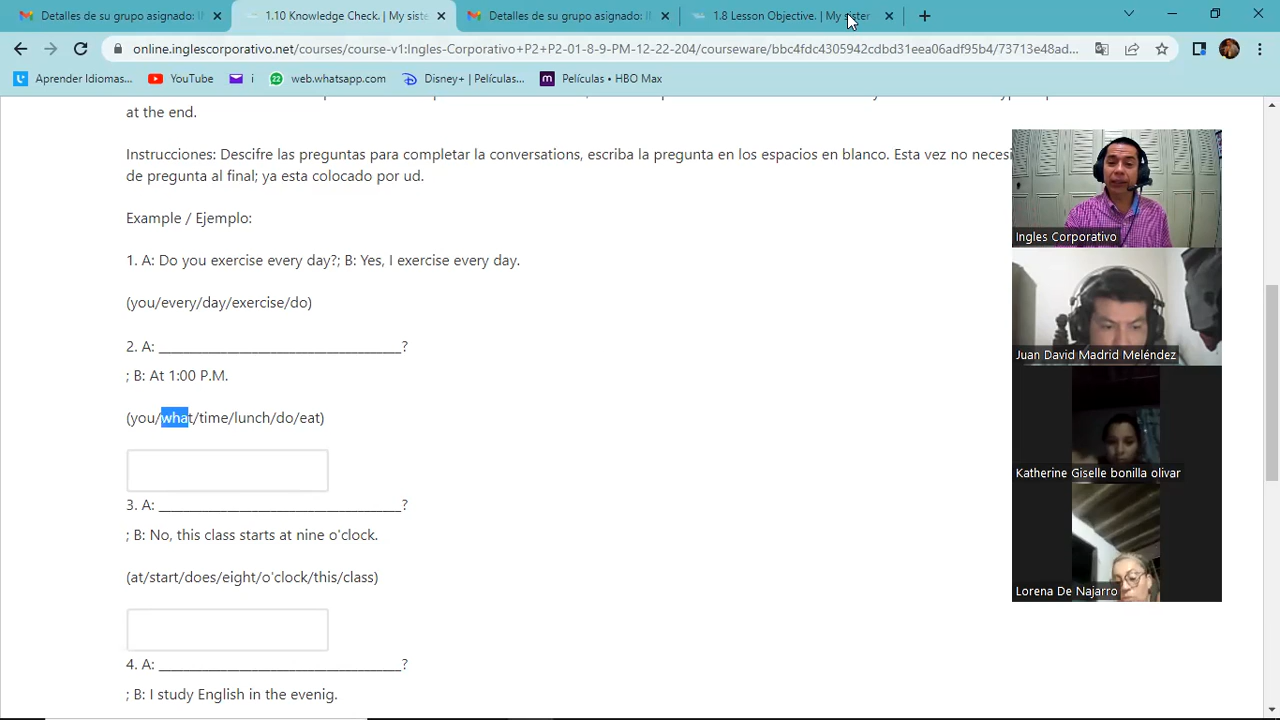 Detalles de su grupo asignado: I
1.10 Knowledge Check. | My siste
Detalles de su grupo asignado: I
1.8 Lesson Objective. | My sister
online.inglescorporativo.net/courses/course-v1:Ingles-Corporativo+P2+P2-01-8-9-PM-12-22-204/courseware/bbc4fdc4305942cdbd31eea06adf95b4/73713e48ad...
Aprender Idiomas...
YouTube
i
22
web.whatsapp.com
Disney+ | Películas,...
m
Películas • HBO Max
at the end.
Instrucciones: Descifre las preguntas para completar la conversations, escriba la pregunta en los espacios en blanco. Esta vez no necesi
de pregunta al final; ya esta colocado por ud.
Example / Ejemplo:
1. A: Do you exercise every day?; B: Yes, I exercise every day.
(you/every/day/exercise/do)
2. A: ___________________________________?
; B: At 1:00 P.M.
(you/what/time/lunch/do/eat)
3. A: ___________________________________?
; B: No, this class starts at nine o'clock.
(at/start/does/eight/o'clock/this/class)
4. A: ___________________________________?
; B: I study English in the evenig.
Ingles Corporativo
Juan David Madrid Meléndez
Katherine Giselle bonilla olivar
Lorena De Najarro